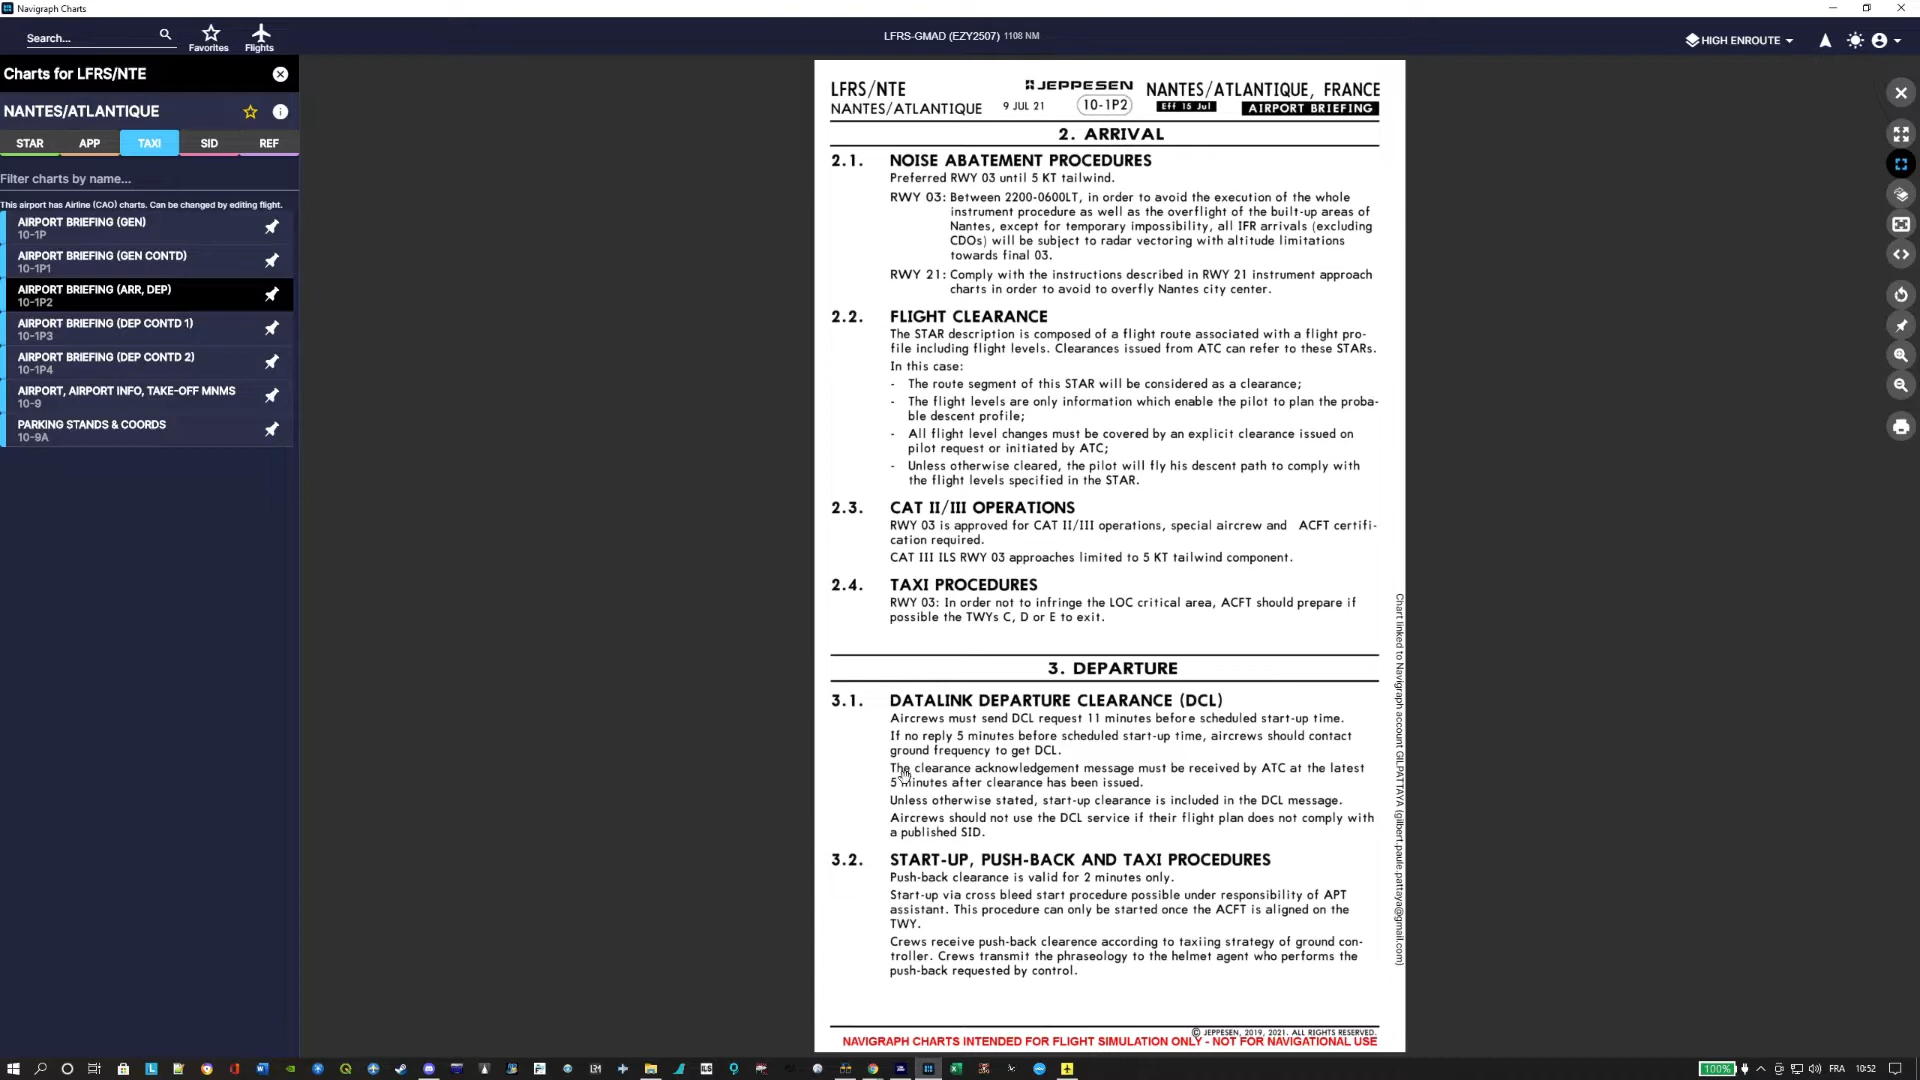 Navigraph Charts
Search...
Favorites
Flights
LFRS-GMAD (EZY2507) 1108 NM
HIGH ENROUTE
Charts for LFRS/NTE
NANTES/ATLANTIQUE
STAR APP TAXI SID REF
Filter charts by name...
This airport has Airline (CAO) charts. Can be changed by editing flight.
AIRPORT BRIEFING (GEN)
10-1P
AIRPORT BRIEFING (GEN CONTD)
10-1P1
AIRPORT BRIEFING (ARR, DEP)
10-1P2
AIRPORT BRIEFING (DEP CONTD 1)
10-1P3
AIRPORT BRIEFING (DEP CONTD 2)
10-1P4
AIRPORT, AIRPORT INFO, TAKE-OFF MNMS
10-9
PARKING STANDS & COORDS
10-9A
LFRS/NTE JEPPESEN NANTES/ATLANTIQUE, FRANCE
NANTES/ATLANTIQUE 9 JUL 21 10-1P2 Eff 15 Jul AIRPORT BRIEFING
2. ARRIVAL
2.1. NOISE ABATEMENT PROCEDURES
Preferred RWY 03 until 5 KT tailwind.
RWY 03: Between 2200-0600LT, in order to avoid the execution of the whole
instrument procedure as well as the overflight of the built-up areas of
Nantes, except for temporary impossibility, all IFR arrivals (excluding
CDOs) will be subject to radar vectoring with altitude limitations
towards final 03.
RWY 21: Comply with the instructions described in RWY 21 instrument approach
charts in order to avoid to overfly Nantes city center.
2.2. FLIGHT CLEARANCE
The STAR description is composed of a flight route associated with a flight pro-
file including flight levels. Clearances issued from ATC can refer to these STARs.
In this case:
- The route segment of this STAR will be considered as a clearance;
- The flight levels are only information which enable the pilot to plan the proba-
ble descent profile;
- All flight level changes must be covered by an explicit clearance issued on
pilot request or initiated by ATC;
- Unless otherwise cleared, the pilot will fly his descent path to comply with
the flight levels specified in the STAR.
2.3. CAT II/III OPERATIONS
RWY 03 is approved for CAT II/III operations, special aircrew and ACFT certifi-
cation required.
CAT III ILS RWY 03 approaches limited to 5 KT tailwind component.
2.4. TAXI PROCEDURES
RWY 03: In order not to infringe the LOC critical area, ACFT should prepare if
possible the TWYs C, D or E to exit.
3. DEPARTURE
3.1. DATALINK DEPARTURE CLEARANCE (DCL)
Aircrews must send DCL request 11 minutes before scheduled start-up time.
If no reply 5 minutes before scheduled start-up time, aircrews should contact
ground frequency to get DCL.
The clearance acknowledgement message must be received by ATC at the latest
5 minutes after clearance has been issued.
Unless otherwise stated, start-up clearance is included in the DCL message.
Aircrews should not use the DCL service if their flight plan does not comply with
a published SID.
3.2. START-UP, PUSH-BACK AND TAXI PROCEDURES
Push-back clearance is valid for 2 minutes only.
Start-up via cross bleed start procedure possible under responsibility of APT
assistant. This procedure can only be started once the ACFT is aligned on the
TWY.
Crews receive push-back clearence according to taxiing strategy of ground con-
troller. Crews transmit the phraseology to the helmet agent who performs the
push-back requested by control.
© JEPPESEN, 2019, 2021. ALL RIGHTS RESERVED.
NAVIGRAPH CHARTS INTENDED FOR FLIGHT SIMULATION ONLY - NOT FOR NAVIGATIONAL USE
Chart linked to Navigraph account GILPATTAYA (gilbert.paule.pattaya@gmail.com)
100% FRA 10:52